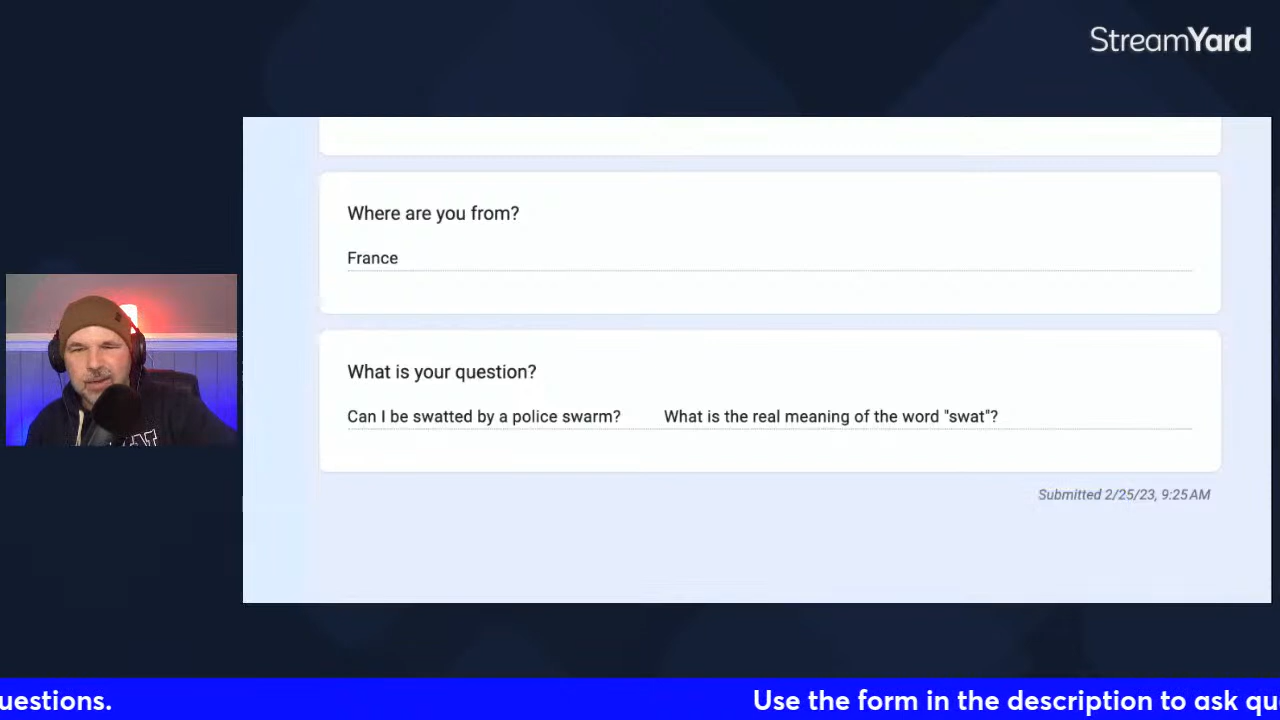 StreamYard
Where are you from?
France
What is your question?
Can I be swatted by a police swarm? What is the real meaning of the word "swat"?
Submitted 2/25/23, 9:25 AM
uestions. Use the form in the description to ask qu